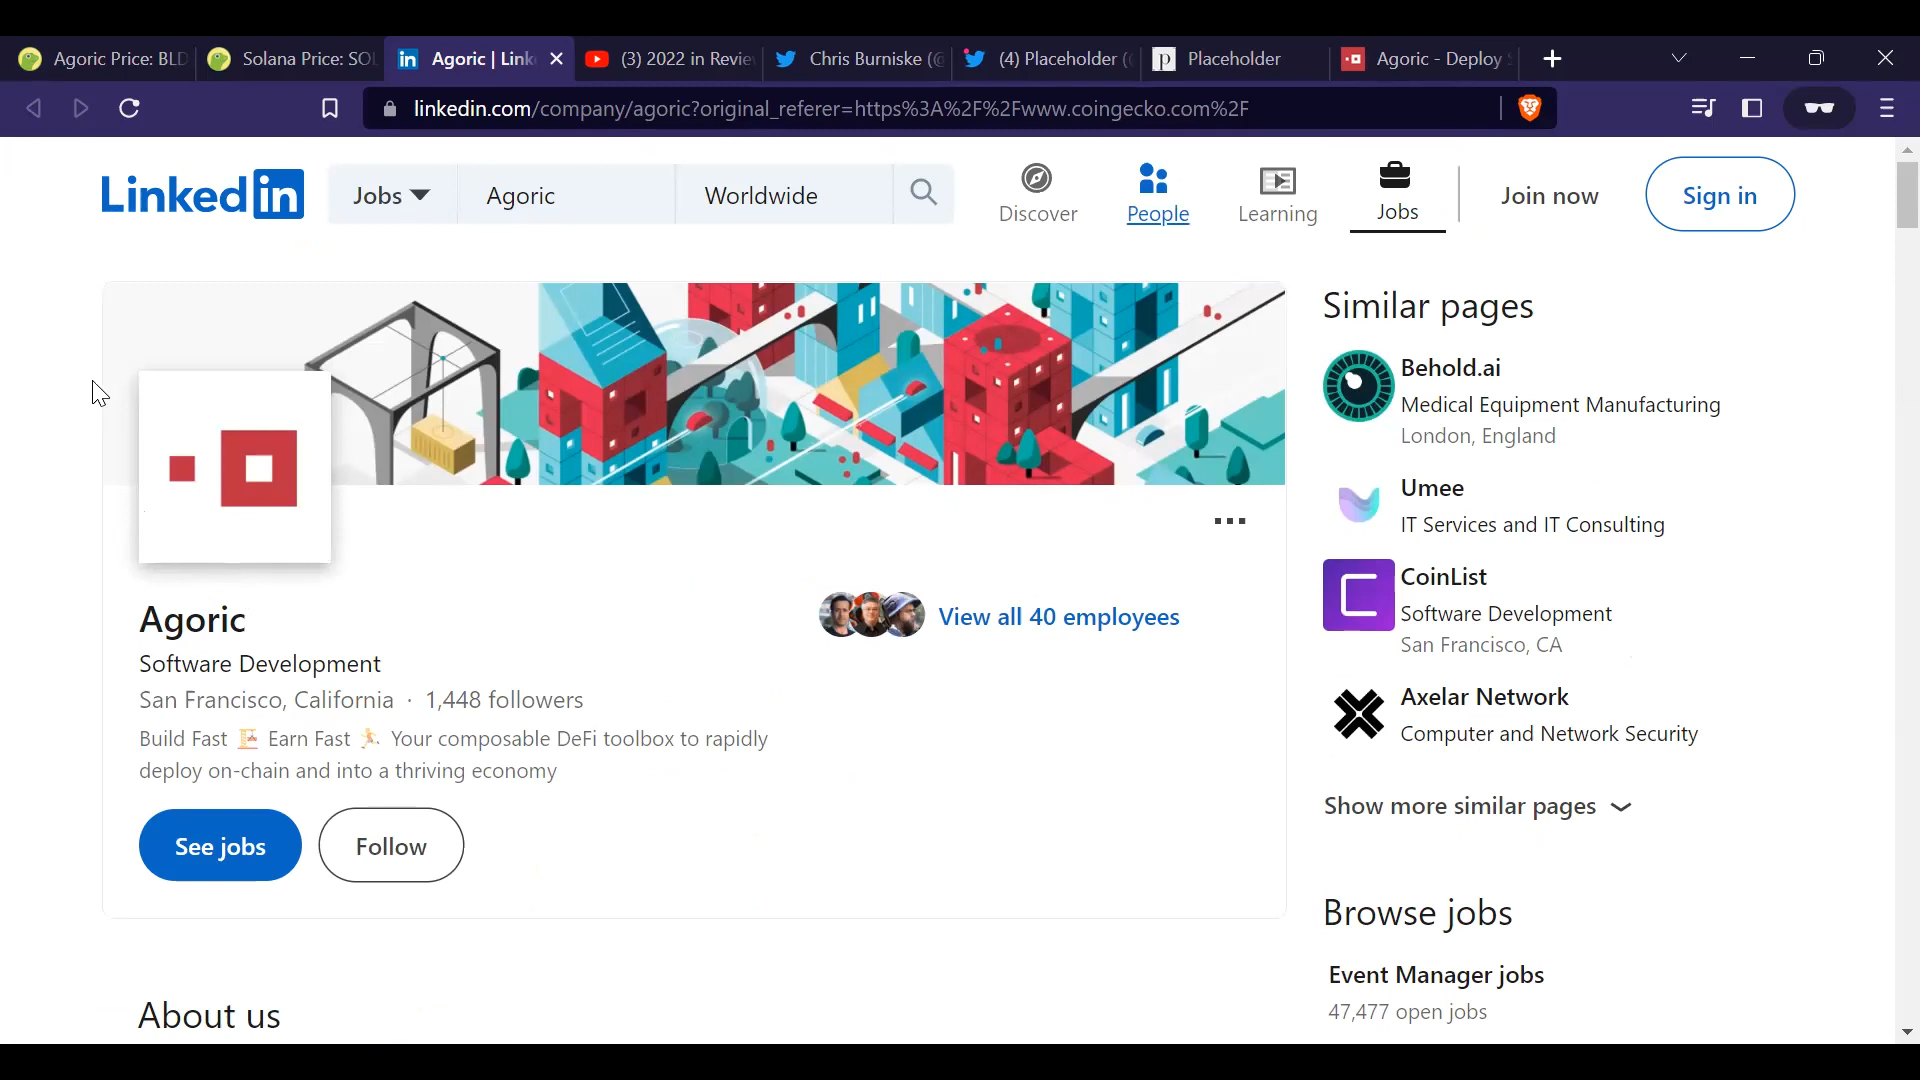 Agoric Price: BLD
Solana Price: SOL
Agoric | Link
(3) 2022 in Revie
Chris Burniske (@
(4) Placeholder (
Placeholder
Agoric - Deploy S
linkedin.com/company/agoric?original_referer=https%3A%2F%2Fwww.coingecko.com%2F
Linkedin
Jobs
Agoric
Worldwide
Discover
People
Learning
Jobs
Join now
Sign in
Agoric
Software Development
San Francisco, California · 1,448 followers
Build Fast 🏗️ Earn Fast 🏃 Your composable DeFi toolbox to rapidly
deploy on-chain and into a thriving economy
View all 40 employees
See jobs
Follow
About us
Similar pages
Behold.ai
Medical Equipment Manufacturing
London, England
Umee
IT Services and IT Consulting
CoinList
Software Development
San Francisco, CA
Axelar Network
Computer and Network Security
Show more similar pages
Browse jobs
Event Manager jobs
47,477 open jobs